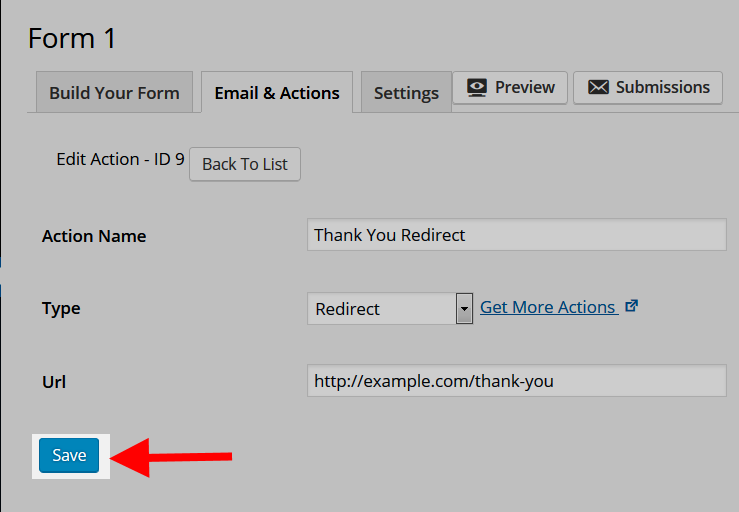 Form 1
Build Your Form Email & Actions Settings Preview Submissions
Edit Action - ID 9 Back To List
Action Name Thank You Redirect
Type Redirect Get More Actions
Url http://example.com/thank-you
Save